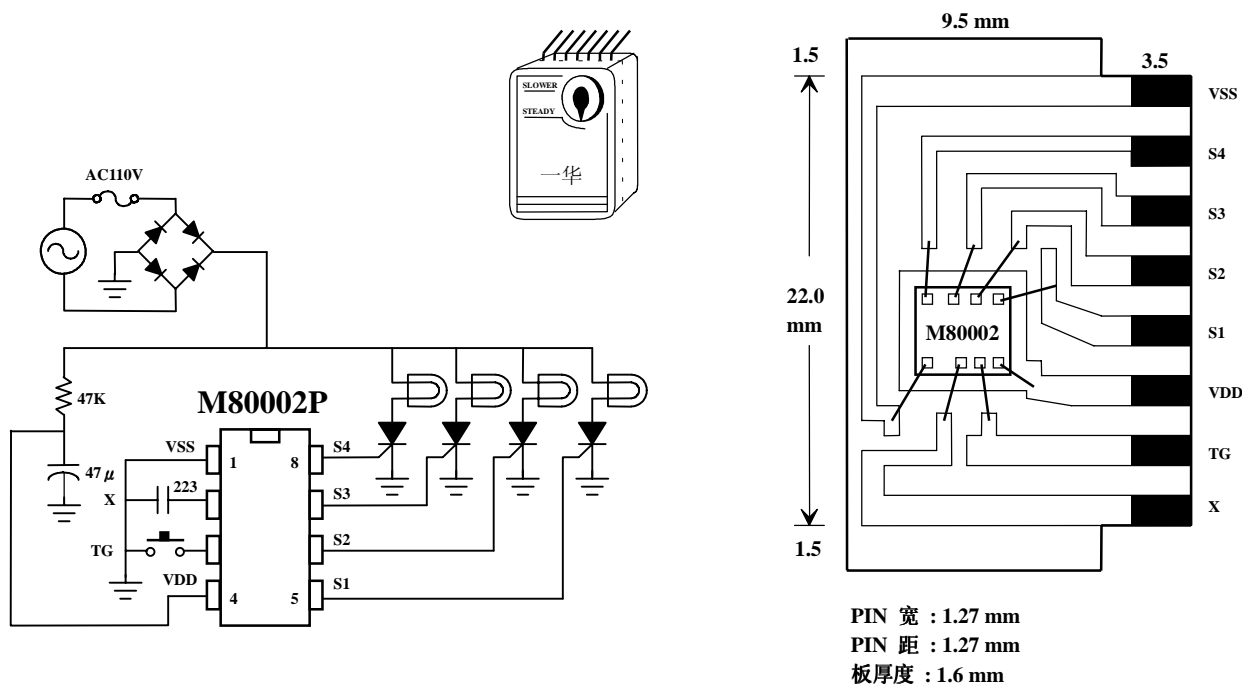 SLOWER
STEADY
一华
AC110V
47K
47μ
M80002P
VSS
X
223
TG
VDD
1
8
4
5
S4
S3
S2
S1
9.5 mm
1.5
3.5
22.0
mm
1.5
M80002
VSS
S4
S3
S2
S1
VDD
TG
X
PIN 宽 : 1.27 mm
PIN 距 : 1.27 mm
板厚度 : 1.6 mm